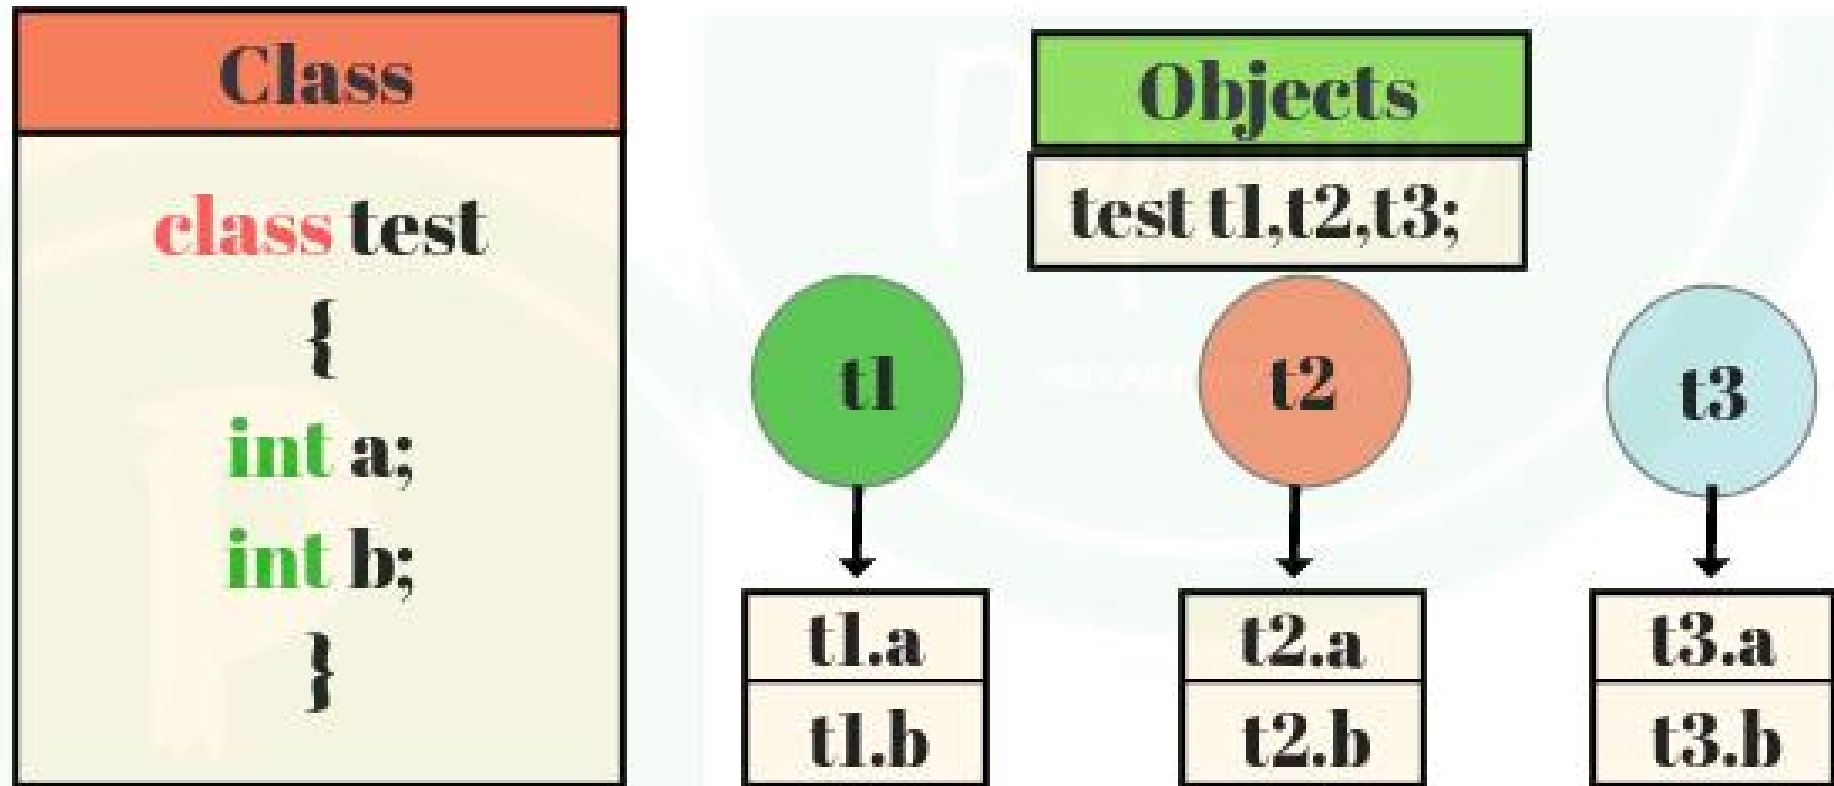 Class
class test
{
int a;
int b;
}
Objects
test t1,t2,t3;
t1
t2
t3
t1.a
t1.b
t2.a
t2.b
t3.a
t3.b